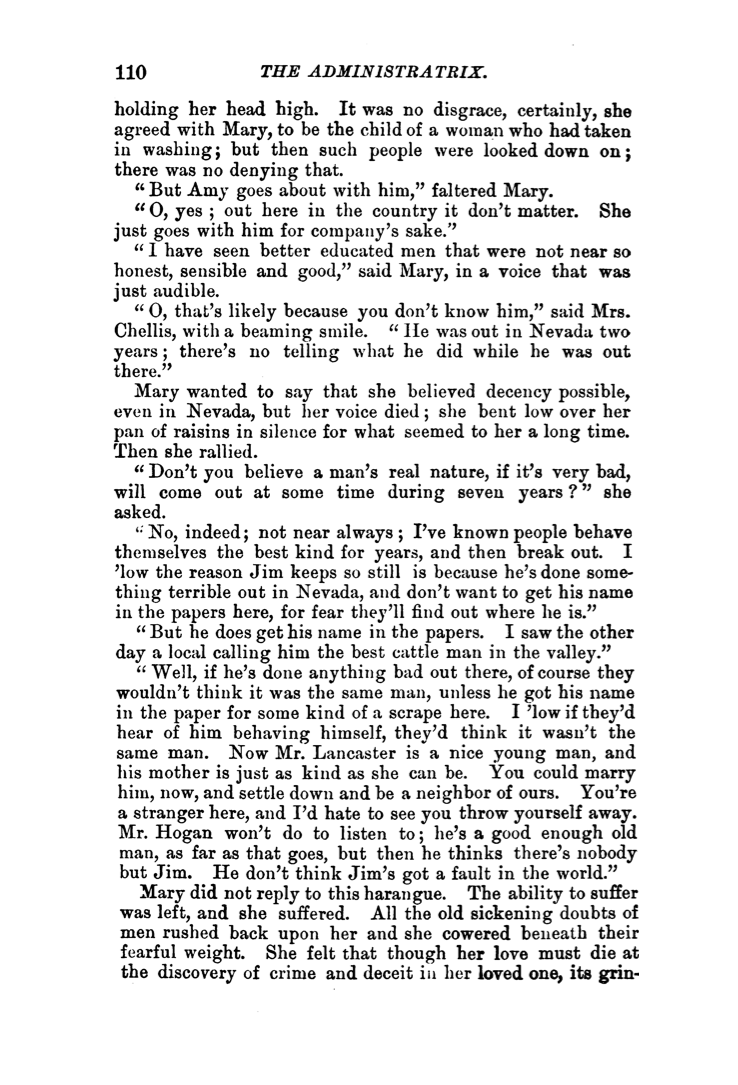 110 THE ADMINISTRATRIX.
holding her head high. It was no disgrace, certainly, she
agreed with Mary, to be the child of a woman who had taken
in washing; but then such people were looked down on;
there was no denying that.
“But Amy goes about with him,” faltered Mary.
“O, yes; out here in the country it don’t matter. She
just goes with him for company’s sake.”
“I have seen better educated men that were not near so
honest, sensible and good,” said Mary, in a voice that was
just audible.
“O, that’s likely because you don’t know him,” said Mrs.
Chellis, with a beaming smile. “He was out in Nevada two
years; there’s no telling what he did while he was out
there.”
Mary wanted to say that she believed decency possible,
even in Nevada, but her voice died; she bent low over her
pan of raisins in silence for what seemed to her a long time.
Then she rallied.
“Don’t you believe a man’s real nature, if it’s very bad,
will come out at some time during seven years?” she
asked.
“No, indeed; not near always; I’ve known people behave
themselves the best kind for years, and then break out. I
’low the reason Jim keeps so still is because he’s done some-
thing terrible out in Nevada, and don’t want to get his name
in the papers here, for fear they’ll find out where he is.”
“But he does get his name in the papers. I saw the other
day a local calling him the best cattle man in the valley.”
“Well, if he’s done anything bad out there, of course they
wouldn’t think it was the same man, unless he got his name
in the paper for some kind of a scrape here. I ’low if they’d
hear of him behaving himself, they’d think it wasn’t the
same man. Now Mr. Lancaster is a nice young man, and
his mother is just as kind as she can be. You could marry
him, now, and settle down and be a neighbor of ours. You’re
a stranger here, and I’d hate to see you throw yourself away.
Mr. Hogan won’t do to listen to; he’s a good enough old
man, as far as that goes, but then he thinks there’s nobody
but Jim. He don’t think Jim’s got a fault in the world.”
Mary did not reply to this harangue. The ability to suffer
was left, and she suffered. All the old sickening doubts of
men rushed back upon her and she cowered beneath their
fearful weight. She felt that though her love must die at
the discovery of crime and deceit in her loved one, its grin-